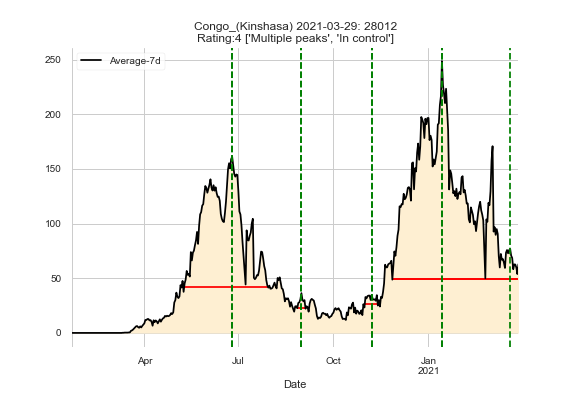 Congo_(Kinshasa) 2021-03-29: 28012
Rating:4 ['Multiple peaks', 'In control']
Average-7d
250
200
150
100
50
0
Apr
Jul
Oct
Jan
2021
Date